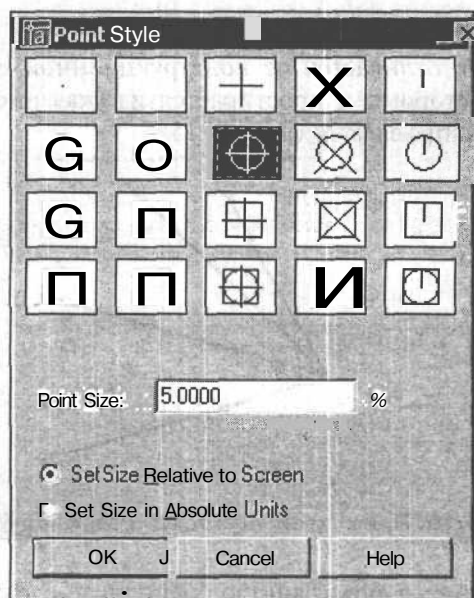 Point Style
X
G O
G П
П П И
Point Size: 5.0000 %
Set Size Relative to Screen
Г Set Size in Absolute Units
OK J Cancel Help